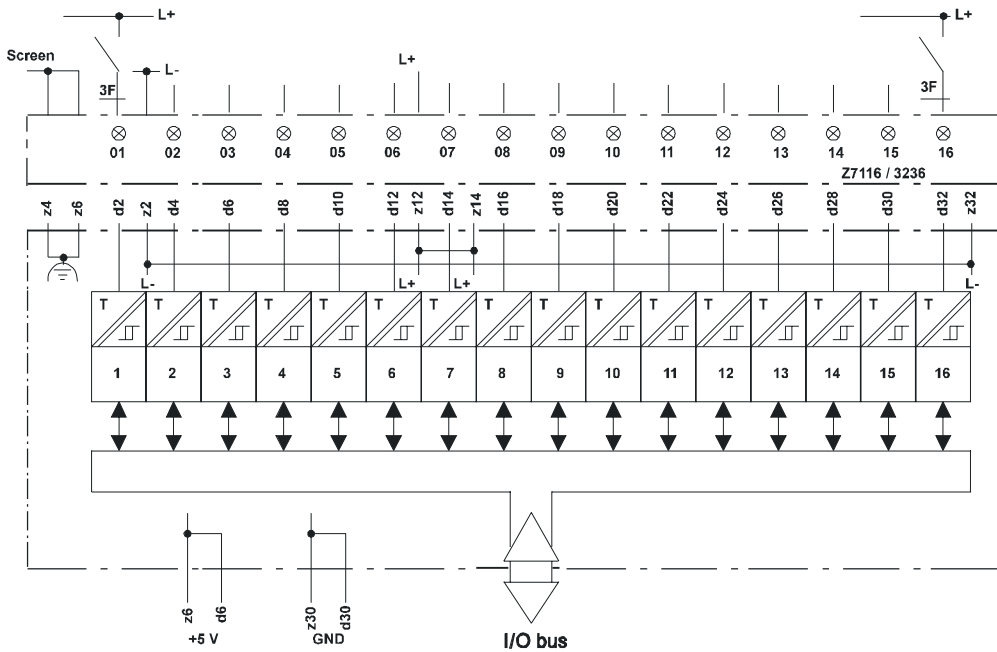 L+ L+
Screen
L+
L-
3F 3F
01 02 03 04 05 06 07 08 09 10 11 12 13 14 15 16
Z7116 / 3236
z4 z6 d2 z2 d4 d6 d8 d10 d12 z12 d14 z14 d16 d18 d20 d22 d24 d26 d28 d30 d32 z32
L- L+ L+ L-
T T T T T T T T T T T T T T T T
1 2 3 4 5 6 7 8 9 10 11 12 13 14 15 16
z6 d6 z30 d30
+5 V GND I/O bus